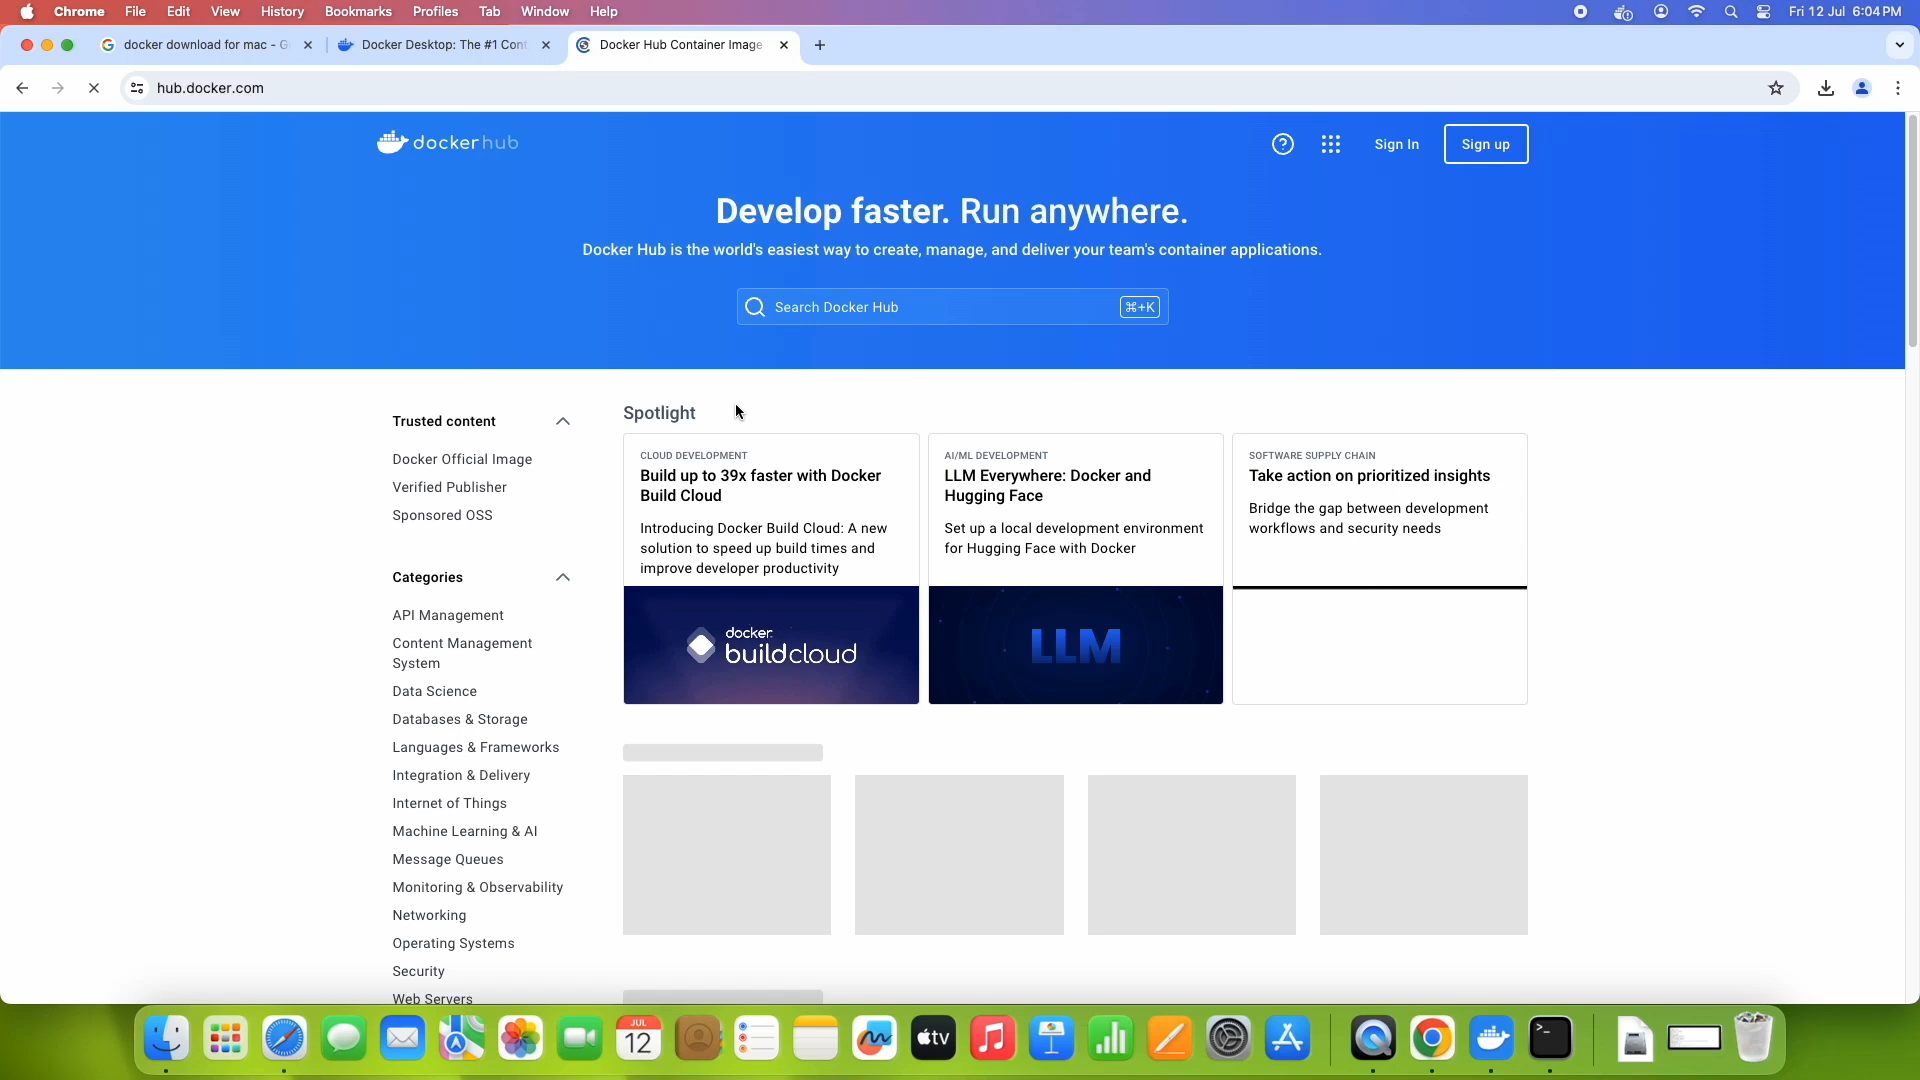 Chrome File Edit View History Bookmarks Profiles Tab Window Help Fri 12 Jul 6:04 PM
docker download for mac - G
Docker Desktop: The #1 Cont
Docker Hub Container Image
hub.docker.com
docker hub
Sign In
Sign up
Develop faster. Run anywhere.
Docker Hub is the world's easiest way to create, manage, and deliver your team's container applications.
Search Docker Hub
⌘+K
Trusted content
Docker Official Image
Verified Publisher
Sponsored OSS
Categories
API Management
Content Management
System
Data Science
Databases & Storage
Languages & Frameworks
Integration & Delivery
Internet of Things
Machine Learning & AI
Message Queues
Monitoring & Observability
Networking
Operating Systems
Security
Web Servers
Spotlight
CLOUD DEVELOPMENT
Build up to 39x faster with Docker
Build Cloud
Introducing Docker Build Cloud: A new
solution to speed up build times and
improve developer productivity
docker
buildcloud
AI/ML DEVELOPMENT
LLM Everywhere: Docker and
Hugging Face
Set up a local development environment
for Hugging Face with Docker
LLM
SOFTWARE SUPPLY CHAIN
Take action on prioritized insights
Bridge the gap between development
workflows and security needs
JUL
12
tv